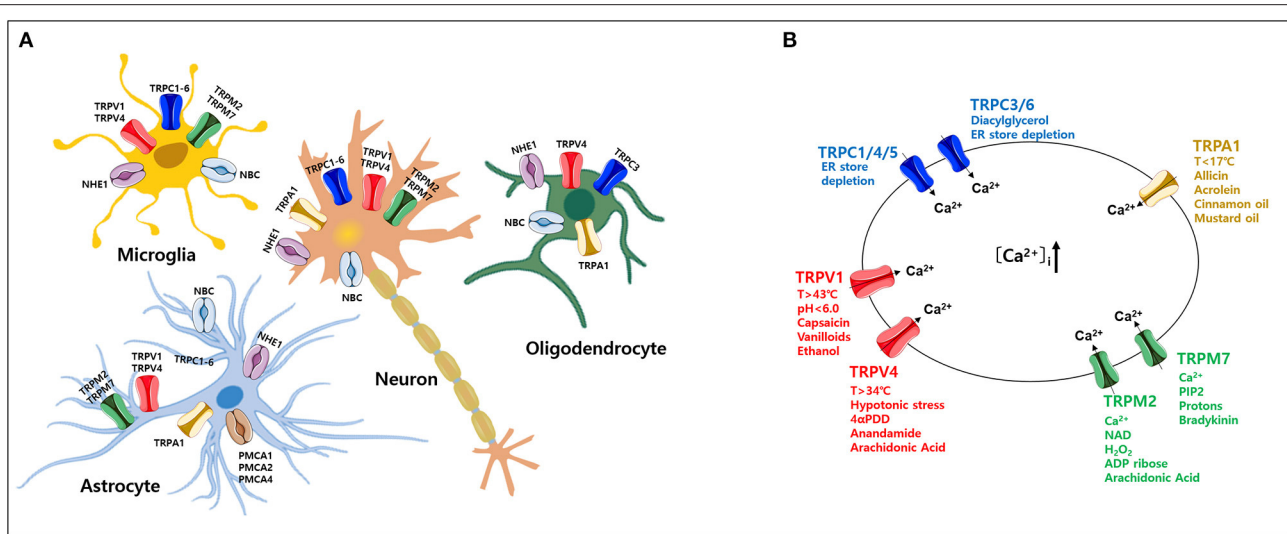 A
TRPC1-6
TRPV1
TRPV4
TRPM2
TRPM7
NHE1
NBC
Microglia
TRPA1
TRPC1-6
TRPV1
TRPV4
TRPM2
TRPM7
NHE1
NBC
Neuron
NHE1
TRPV4
TRPC3
NBC
TRPA1
Oligodendrocyte
NBC
TRPC1-6
NHE1
TRPV1
TRPV4
TRPM2
TRPM7
TRPA1
PMCA1
PMCA2
PMCA4
Astrocyte
B
TRPC3/6
Diacylglycerol
ER store depletion
TRPC1/4/5
ER store
depletion
Ca²⁺
Ca²⁺
TRPA1
T<17℃
Allicin
Acrolein
Cinnamon oil
Mustard oil
Ca²⁺
[Ca²⁺]i
TRPV1
T>43℃
pH<6.0
Capsaicin
Vanilloids
Ethanol
Ca²⁺
TRPV4
T>34℃
Hypotonic stress
4αPDD
Anandamide
Arachidonic Acid
Ca²⁺
Ca²⁺
TRPM2
Ca²⁺
NAD
H₂O₂
ADP ribose
Arachidonic Acid
Ca²⁺
TRPM7
Ca²⁺
PIP2
Protons
Bradykinin